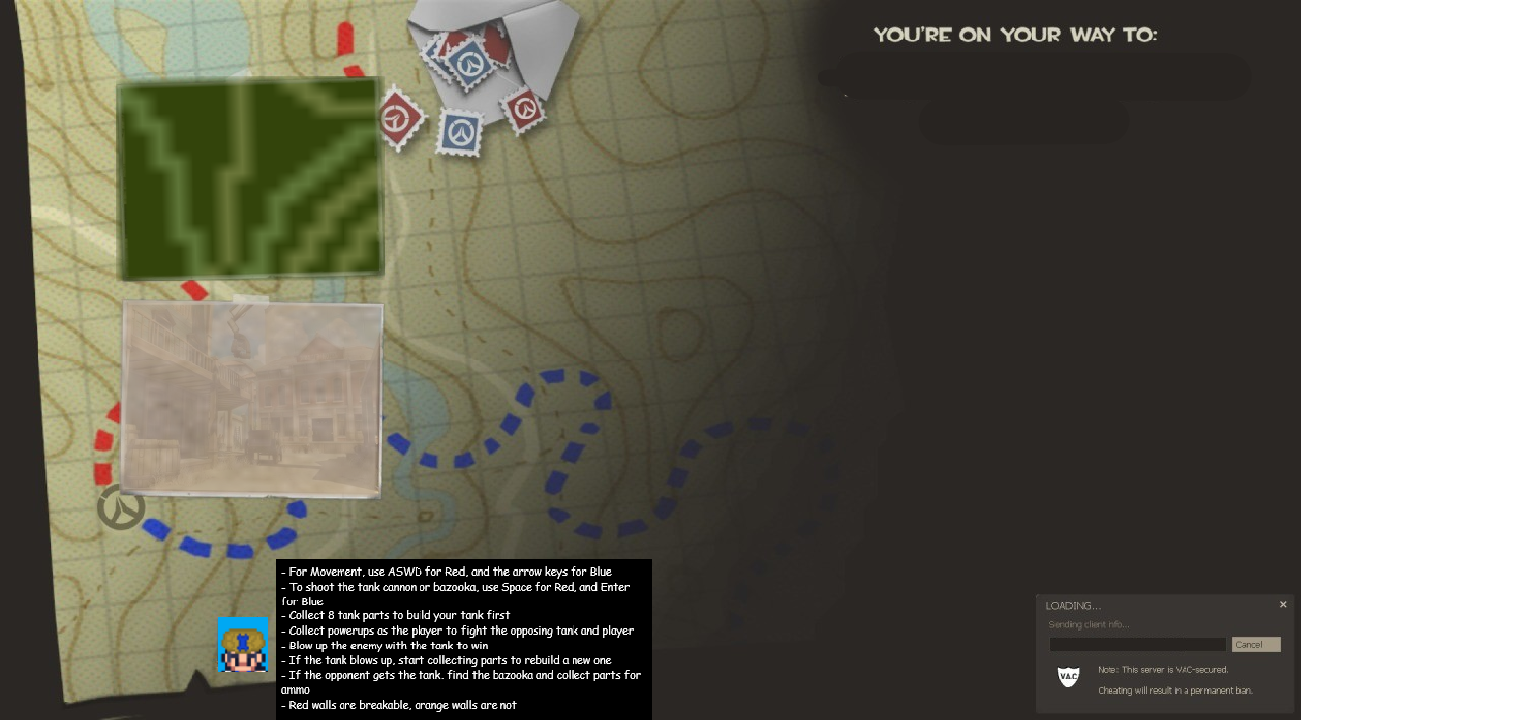 YOU'RE ON YOUR WAY TO:
- For Movement, use ASWD for Red, and the arrow keys for Blue
- To shoot the tank cannon or bazooka, use Space for Red, and Enter
for Blue
- Collect 8 tank parts to build your tank first
- Collect powerups as the player to fight the opposing tank and player
- Blow up the enemy with the tank to win
- If the tank blows up, start collecting parts to rebuild a new one
- If the opponent gets the tank, find the bazooka and collect parts for
ammo
- Red walls are breakable, orange walls are not
LOADING...
Sending client info...
Cancel
VAC
Note: This server is VAC-secured.
Cheating will result in a permanent ban.